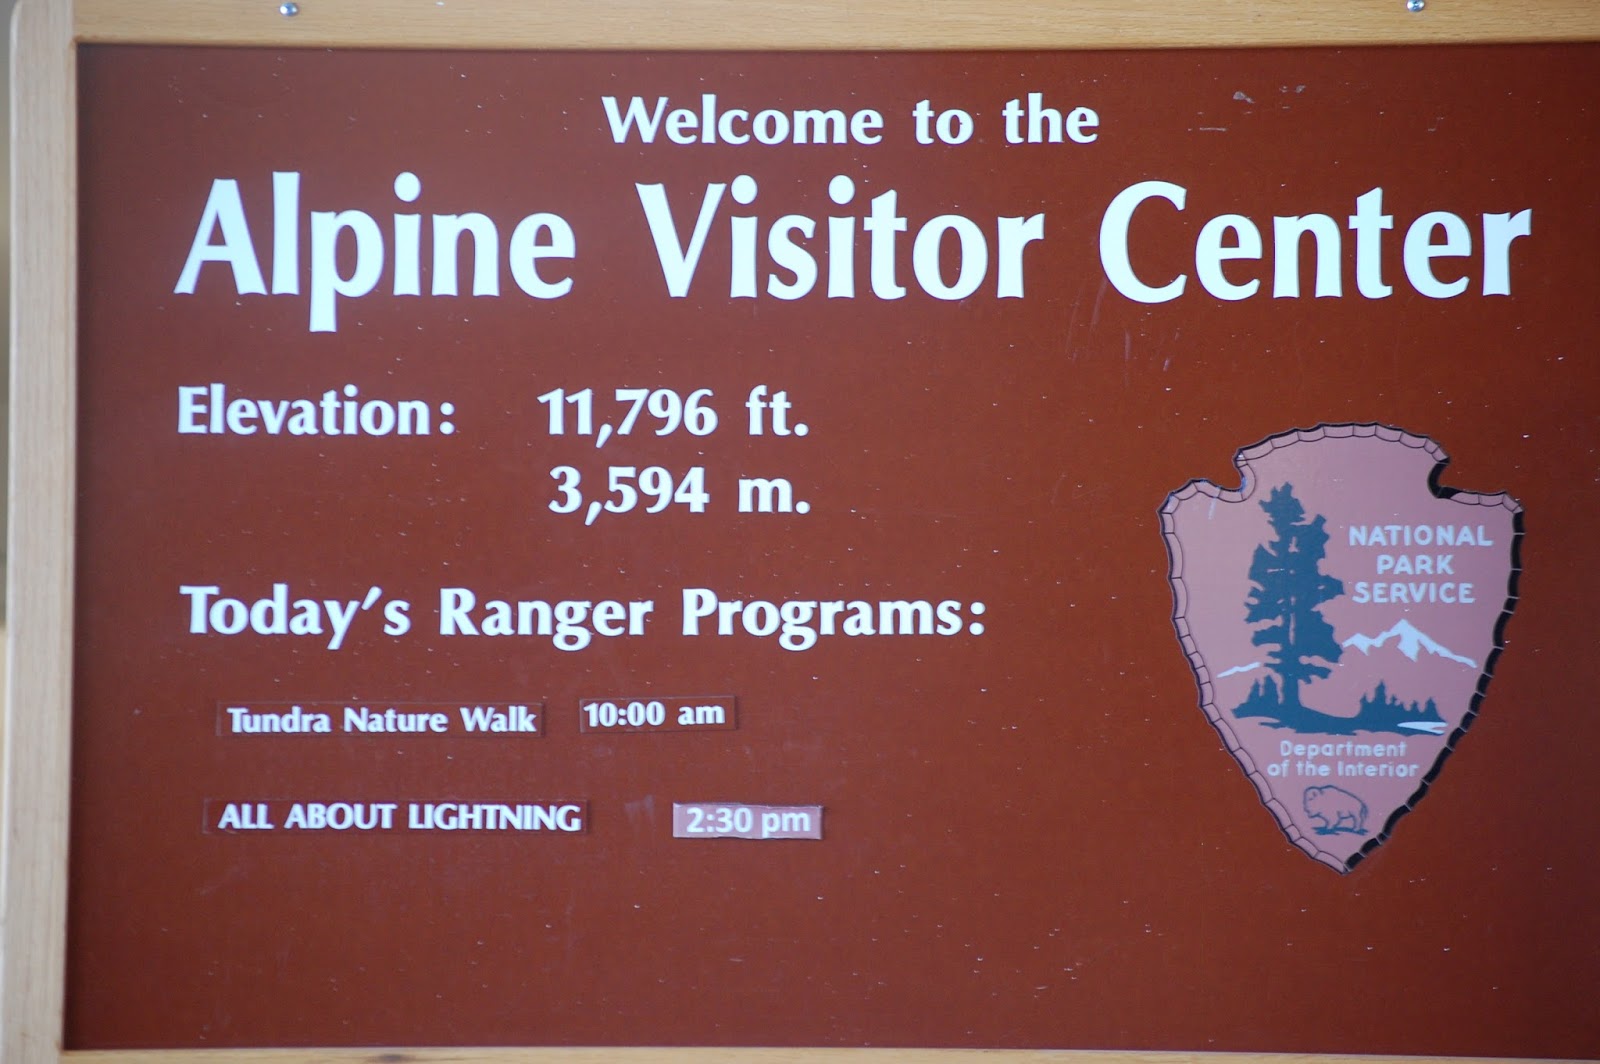 Welcome to the
Alpine Visitor Center
Elevation: 11,796 ft.
3,594 m.
Today's Ranger Programs:
Tundra Nature Walk 10:00 am
ALL ABOUT LIGHTNING 2:30 pm
NATIONAL
PARK
SERVICE
Department
of the Interior